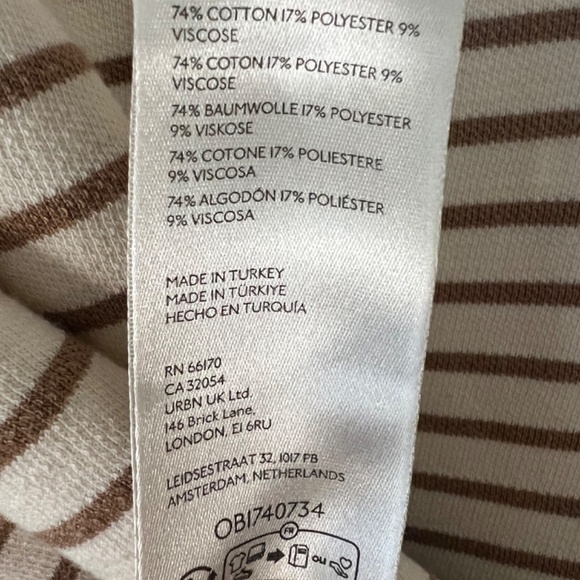 74% COTTON 17% POLYESTER 9%
VISCOSE
74% COTON 17% POLYESTER 9%
VISCOSE
74% BAUMWOLLE 17% POLYESTER
9% VISKOSE
74% COTONE 17% POLIESTERE
9% VISCOSA
74% ALGODÓN 17% POLIÉSTER
9% VISCOSA
MADE IN TURKEY
MADE IN TÜRKIYE
HECHO EN TURQUÍA
RN 66170
CA 32054
URBN UK Ltd.
146 Brick Lane,
LONDON, E1 6RU
LEIDSESTRAAT 32, 1017 PB
AMSTERDAM, NETHERLANDS
OB1740734
FR
ou